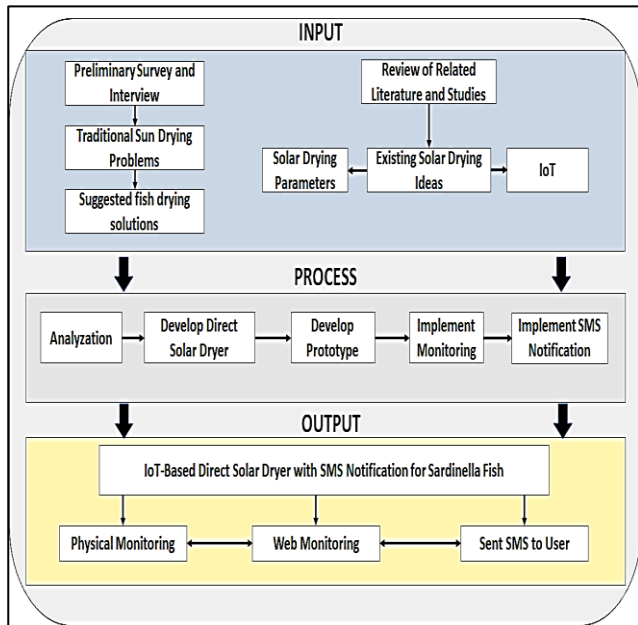 INPUT
Preliminary Survey and
Interview
Traditional Sun Drying
Problems
Suggested fish drying
solutions
Review of Related
Literature and Studies
Solar Drying
Parameters
Existing Solar Drying
Ideas
IoT
PROCESS
Analyzation
Develop Direct
Solar Dryer
Develop
Prototype
Implement
Monitoring
Implement SMS
Notification
OUTPUT
IoT-Based Direct Solar Dryer with SMS Notification for Sardinella Fish
Physical Monitoring
Web Monitoring
Sent SMS to User